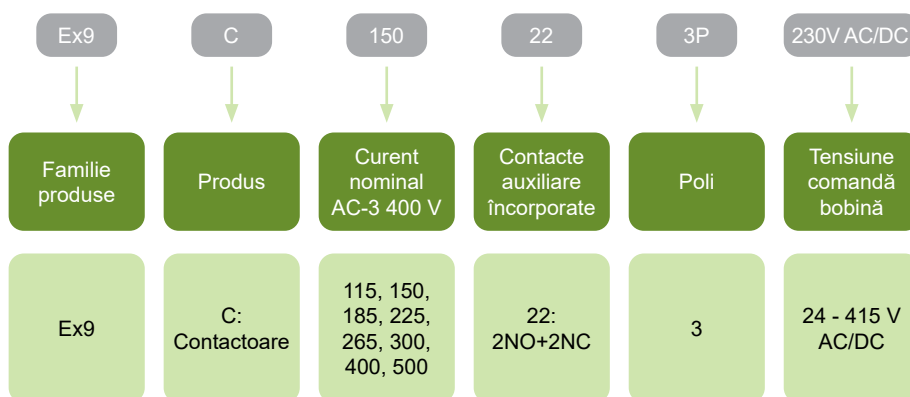 Ex9
C
150
22
3P
230V AC/DC
Familie
produse
Produs
Curent
nominal
AC-3 400 V
Contacte
auxiliare
încorporate
Poli
Tensiune
comandă
bobină
Ex9
C:
Contactoare
115, 150,
185, 225,
265, 300,
400, 500
22:
2NO+2NC
3
24 - 415 V
AC/DC